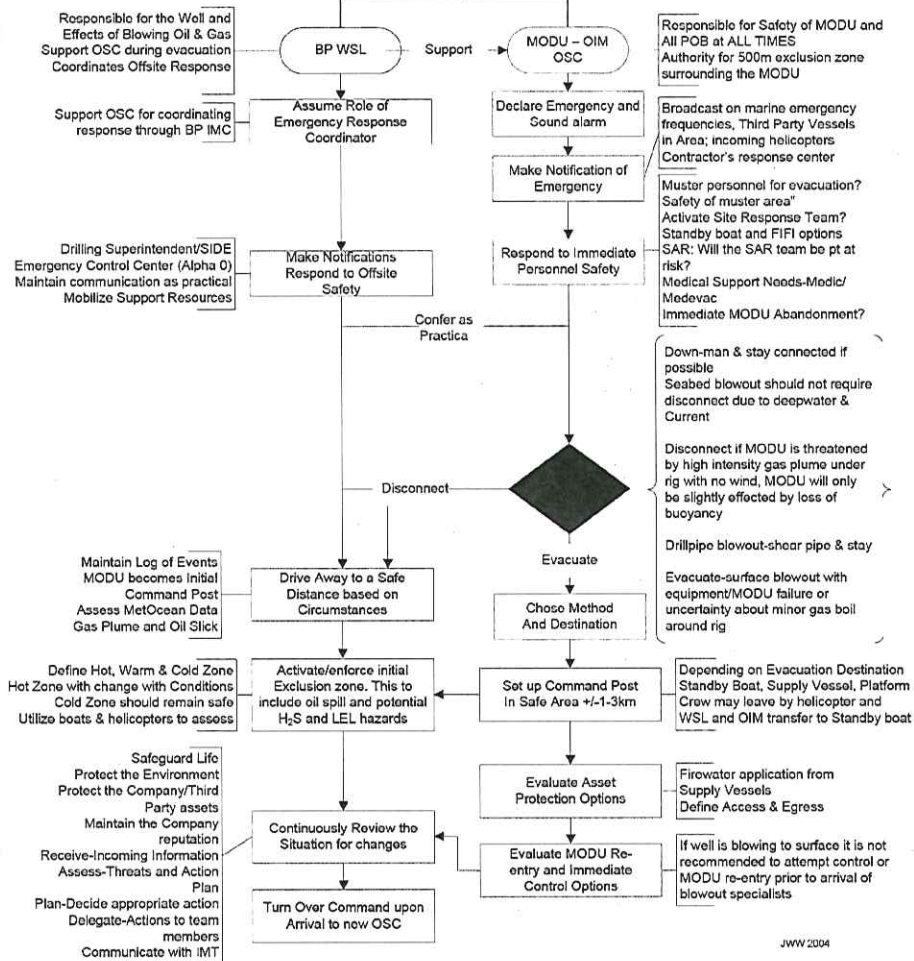 Responsible for the Well and
Effects of Blowing Oil & Gas
Support OSC during evacuation
Coordinates Offsite Response
BP WSL
Support
MODU – OIM
OSC
Responsible for Safety of MODU and
All POB at ALL TIMES
Authority for 500m exclusion zone
surrounding the MODU
Support OSC for coordinating
response through BP IMC
Assume Role of
Emergency Response
Coordinator
Declare Emergency and
Sound alarm
Broadcast on marine emergency
frequencies, Third Party Vessels
in Area; incoming helicopters
Contractor's response center
Make Notification of
Emergency
Muster personnel for evacuation?
Safety of muster area"
Activate Site Response Team?
Standby boat and FIFI options
SAR: Will the SAR team be pt at
risk?
Medical Support Needs-Medic/
Medevac
Immediate MODU Abandonment?
Drilling Superintendent/SIDE
Emergency Control Center (Alpha 0)
Maintain communication as practical
Mobilize Support Resources
Make Notifications
Respond to Offsite
Safety
Respond to Immediate
Personnel Safety
Confer as
Practica
Down-man & stay connected if
possible
Seabed blowout should not require
disconnect due to deepwater &
Current
Disconnect if MODU is threatened
by high intensity gas plume under
rig with no wind, MODU will only
be slightly effected by loss of
buoyancy
Drillpipe blowout-shear pipe & stay
Evacuate-surface blowout with
equipment/MODU failure or
uncertainty about minor gas boil
around rig
Disconnect
Evacuate
Maintain Log of Events
MODU becomes Initial
Command Post
Assess MetOcean Data
Gas Plume and Oil Slick
Drive Away to a Safe
Distance based on
Circumstances
Chose Method
And Destination
Define Hot, Warm & Cold Zone
Hot Zone with change with Conditions
Cold Zone should remain safe
Utilize boats & helicopters to assess
Activate/enforce initial
Exclusion zone. This to
include oil spill and potential
H2S and LEL hazards
Set up Command Post
In Safe Area +/-1-3km
Depending on Evacuation Destination
Standby Boat, Supply Vessel, Platform
Crew may leave by helicopter and
WSL and OIM transfer to Standby boat
Safeguard Life
Protect the Environment
Protect the Company/Third
Party assets
Maintain the Company
reputation
Receive-Incoming Information
Assess-Threats and Action
Plan
Plan-Decide appropriate action
Delegate-Actions to team
members
Communicate with IMT
Evaluate Asset
Protection Options
Firewater application from
Supply Vessels
Define Access & Egress
Continuously Review the
Situation for changes
Evaluate MODU Re-
entry and Immediate
Control Options
If well is blowing to surface it is not
recommended to attempt control or
MODU re-entry prior to arrival of
blowout specialists
Turn Over Command upon
Arrival to new OSC
JWW 2004